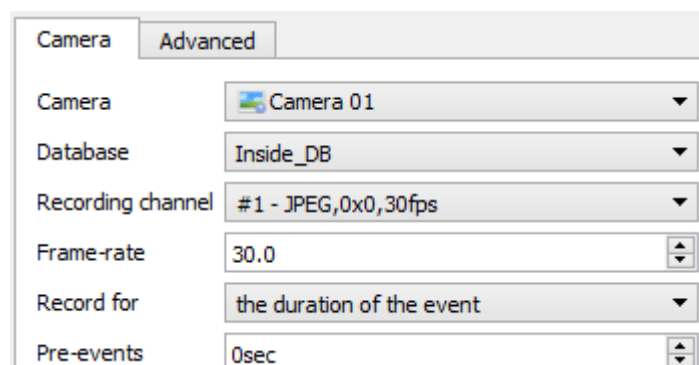 Camera Advanced
Camera Camera 01
Database Inside_DB
Recording channel #1 - JPEG,0x0,30fps
Frame-rate 30.0
Record for the duration of the event
Pre-events 0sec